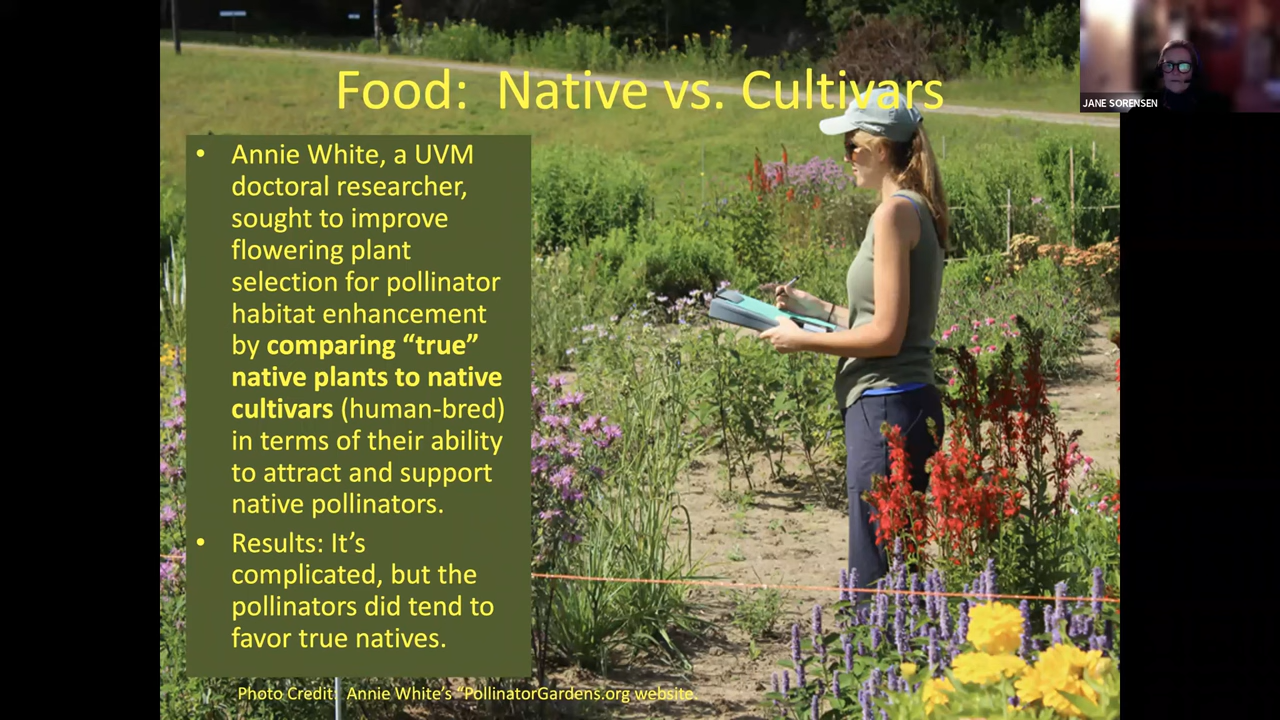 Food: Native vs. Cultivars
JANE SORENSEN
• Annie White, a UVM
doctoral researcher,
sought to improve
flowering plant
selection for pollinator
habitat enhancement
by comparing “true”
native plants to native
cultivars (human-bred)
in terms of their ability
to attract and support
native pollinators.
• Results: It’s
complicated, but the
pollinators did tend to
favor true natives.
Photo Credit: Annie White’s “PollinatorGardens.org website.